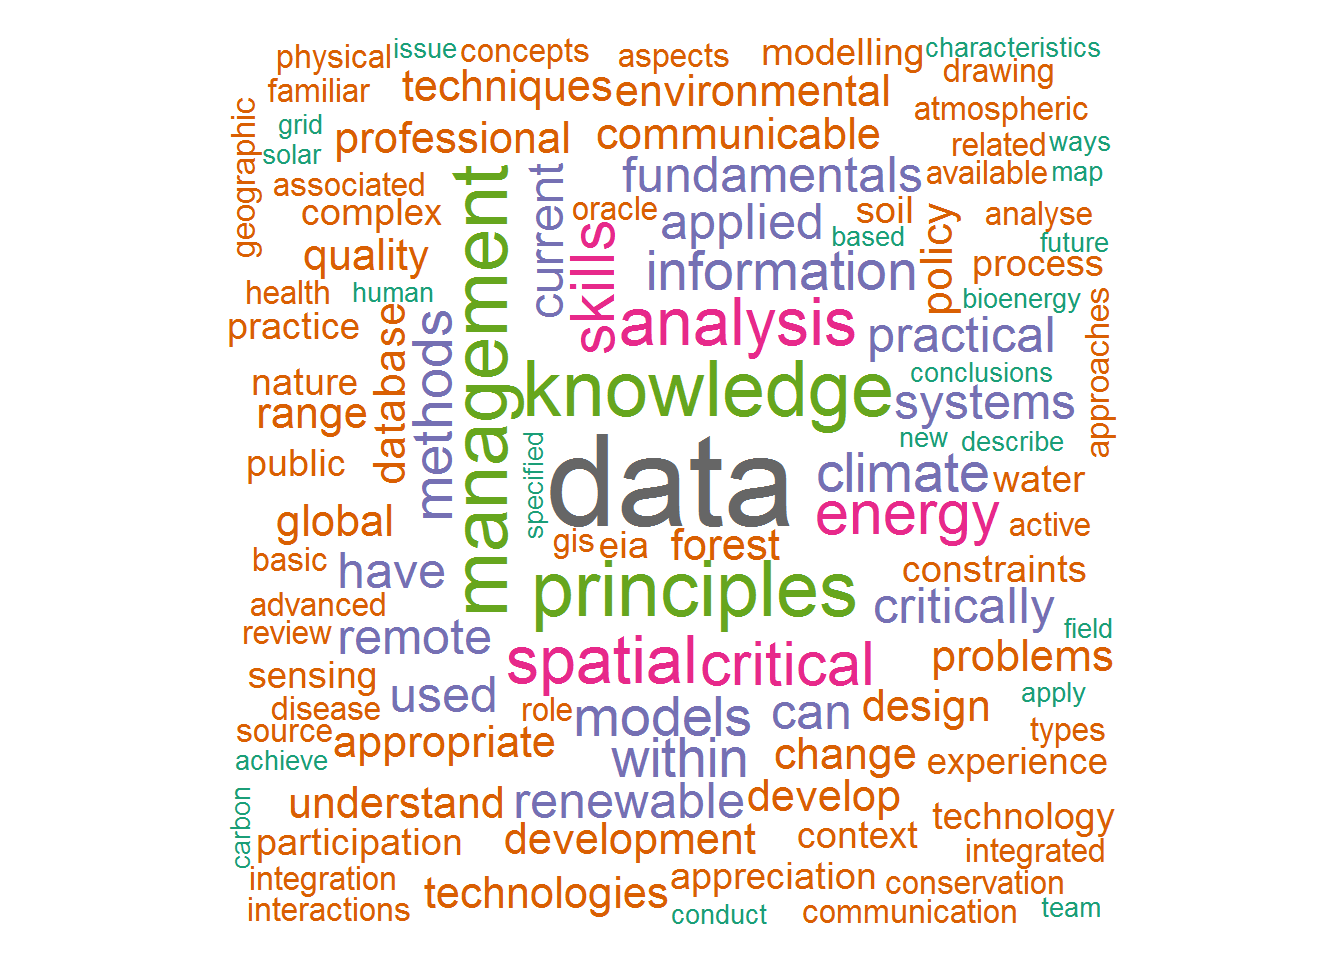 physical issue concepts aspects modelling characteristics
familiar techniques environmental drawing
geographic grid professional communicable atmospheric
solar related ways
associated management current fundamentals available map
complex oracle applied soil policy analyse
quality skills information based process future
health human bioenergy
practice database methods analysis practical approaches
nature knowledge conclusions
range systems
public specified data new describe
climate water
global energy active
basic have gis eia forest constraints
advanced principles critically
review remote field
sensing spatial critical problems
disease used role models can design apply
source appropriate types
achieve within change experience
carbon understand renewable develop technology
participation development context integrated
integration technologies appreciation conservation
interactions conduct communication team